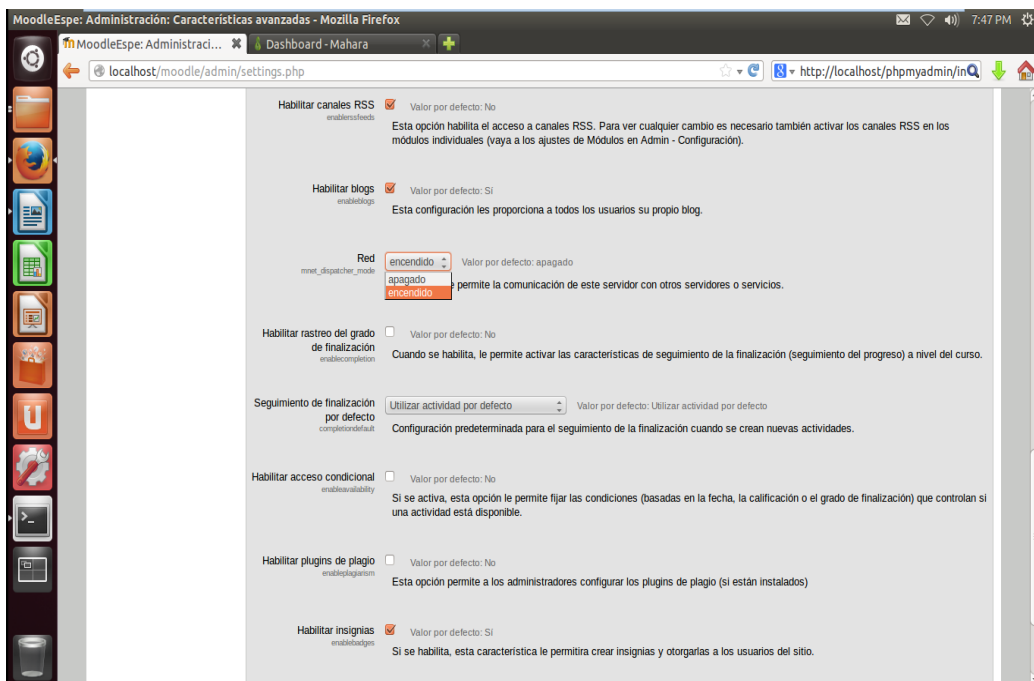 MoodleEspe: Administración: Características avanzadas - Mozilla Firefox
7:47 PM
MoodleEspe: Administraci...
Dashboard - Mahara
localhost/moodle/admin/settings.php
http://localhost/phpmyadmin/in
Habilitar canales RSS
Valor por defecto: No
enablerssfeeds
Esta opción habilita el acceso a canales RSS. Para ver cualquier cambio es necesario también activar los canales RSS en los
módulos individuales (vaya a los ajustes de Módulos en Admin - Configuración).
Habilitar blogs
Valor por defecto: Sí
enableblogs
Esta configuración les proporciona a todos los usuarios su propio blog.
Red
encendido
Valor por defecto: apagado
mnet_dispatcher_mode
apagado
encendido
permite la comunicación de este servidor con otros servidores o servicios.
Habilitar rastreo del grado
de finalización
Valor por defecto: No
enablecompletion
Cuando se habilita, le permite activar las características de seguimiento de la finalización (seguimiento del progreso) a nivel del curso.
Seguimiento de finalización
por defecto
Utilizar actividad por defecto
Valor por defecto: Utilizar actividad por defecto
completiondefault
Configuración predeterminada para el seguimiento de la finalización cuando se crean nuevas actividades.
Habilitar acceso condicional
Valor por defecto: No
enableavailability
Si se activa, esta opción le permite fijar las condiciones (basadas en la fecha, la calificación o el grado de finalización) que controlan si
una actividad está disponible.
Habilitar plugins de plagio
Valor por defecto: No
enableplagiarism
Esta opción permite a los administradores configurar los plugins de plagio (si están instalados)
Habilitar insignias
Valor por defecto: Sí
enablebadges
Si se habilita, esta característica le permitira crear insignias y otorgarlas a los usuarios del sitio.